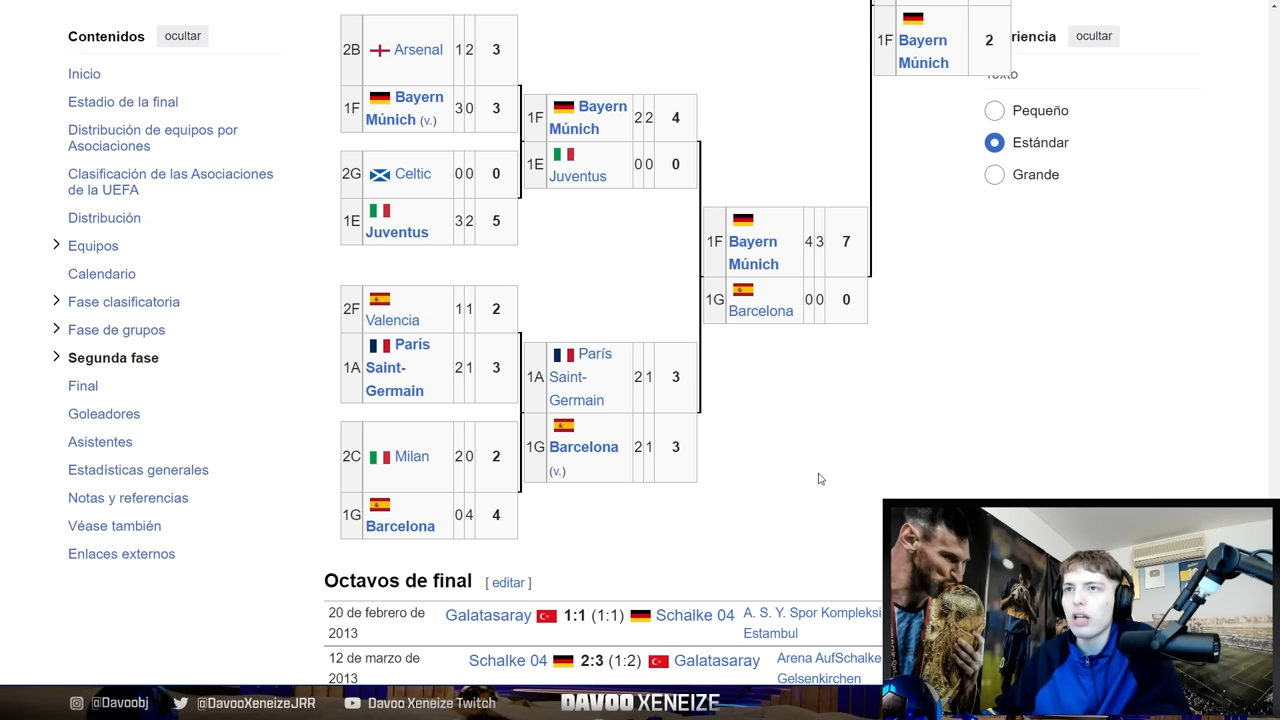 Contenidos ocultar
Inicio
Estadio de la final
Distribución de equipos por
Asociaciones
Clasificación de las Asociaciones
de la UEFA
Distribución
Equipos
Calendario
Fase clasificatoria
Fase de grupos
Segunda fase
Final
Goleadores
Asistentes
Estadísticas generales
Notas y referencias
Véase también
Enlaces externos
2B Arsenal 1 2 3
1F Bayern
Múnich (v.) 3 0 3
2G Celtic 0 0 0
1E Juventus 3 2 5
2F Valencia 1 1 2
1A París
Saint-
Germain 2 1 3
2C Milan 2 0 2
1G Barcelona 0 4 4
1F Bayern
Múnich 2 2 4
1E Juventus 0 0 0
1A París
Saint-
Germain 2 1 3
1G Barcelona
(v.) 2 1 3
1F Bayern
Múnich 4 3 7
1G Barcelona 0 0 0
1F Bayern
Múnich 2
riencia ocultar
Texto
Pequeño
Estándar
Grande
Octavos de final [ editar ]
20 de febrero de
2013
Galatasaray 1:1 (1:1) Schalke 04
A. S. Y. Spor Kompleksi
Estambul
12 de marzo de
2013
Schalke 04 2:3 (1:2) Galatasaray
Arena AufSchalke
Gelsenkirchen
@Davoobj @DavooXeneizeJRR Davoo Xeneize Twitch DAVOO XENEIZE